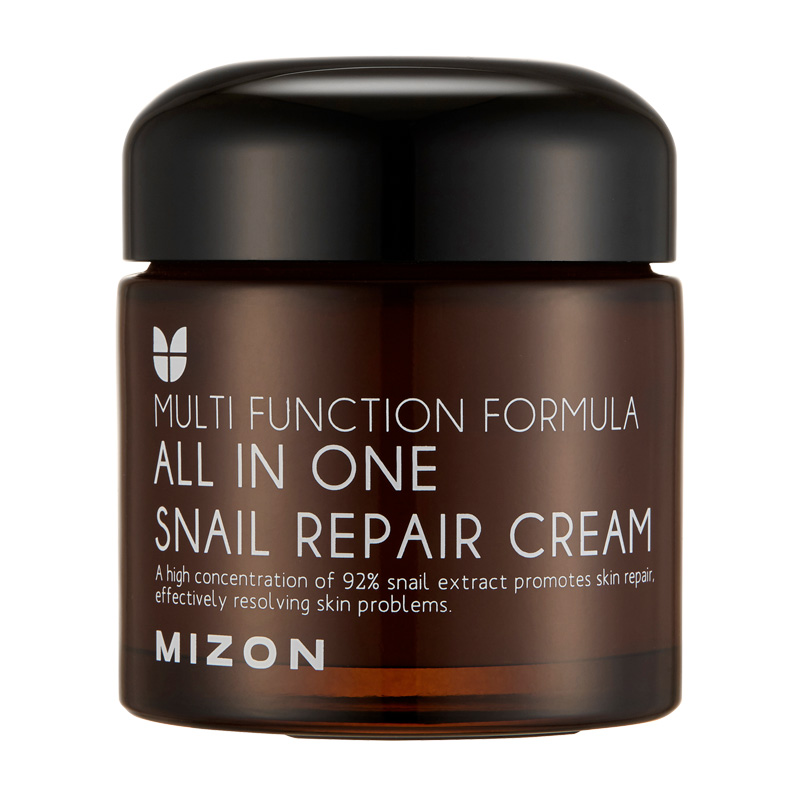 MULTI FUNCTION FORMULA
ALL IN ONE
SNAIL REPAIR CREAM
A high concentration of 92% snail extract promotes skin repair,
effectively resolving skin problems.
MIZON